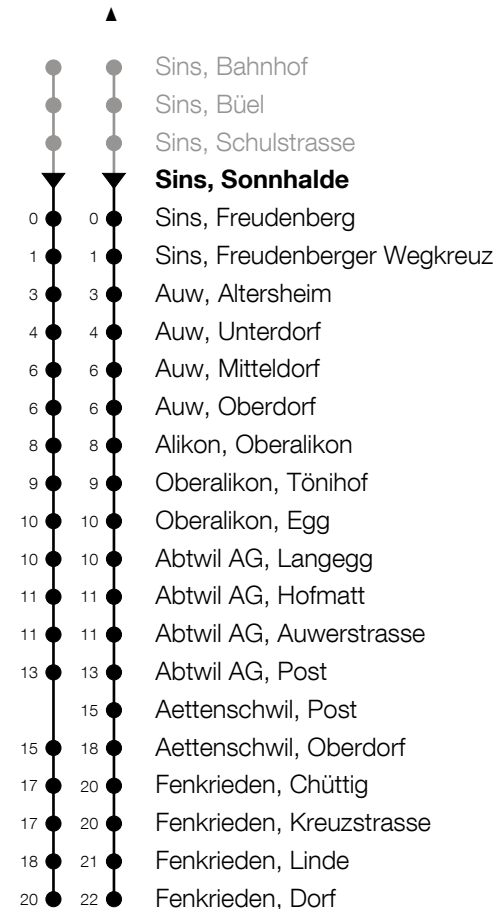 Sins, Bahnhof
Sins, Büel
Sins, Schulstrasse
Sins, Sonnhalde
0 0 Sins, Freudenberg
1 1 Sins, Freudenberger Wegkreuz
3 3 Auw, Altersheim
4 4 Auw, Unterdorf
6 6 Auw, Mitteldorf
6 6 Auw, Oberdorf
8 8 Alikon, Oberalikon
9 9 Oberalikon, Tönihof
10 10 Oberalikon, Egg
10 10 Abtwil AG, Langegg
11 11 Abtwil AG, Hofmatt
11 11 Abtwil AG, Auwerstrasse
13 13 Abtwil AG, Post
15 Aettenschwil, Post
15 18 Aettenschwil, Oberdorf
17 20 Fenkrieden, Chüttig
17 20 Fenkrieden, Kreuzstrasse
18 21 Fenkrieden, Linde
20 22 Fenkrieden, Dorf